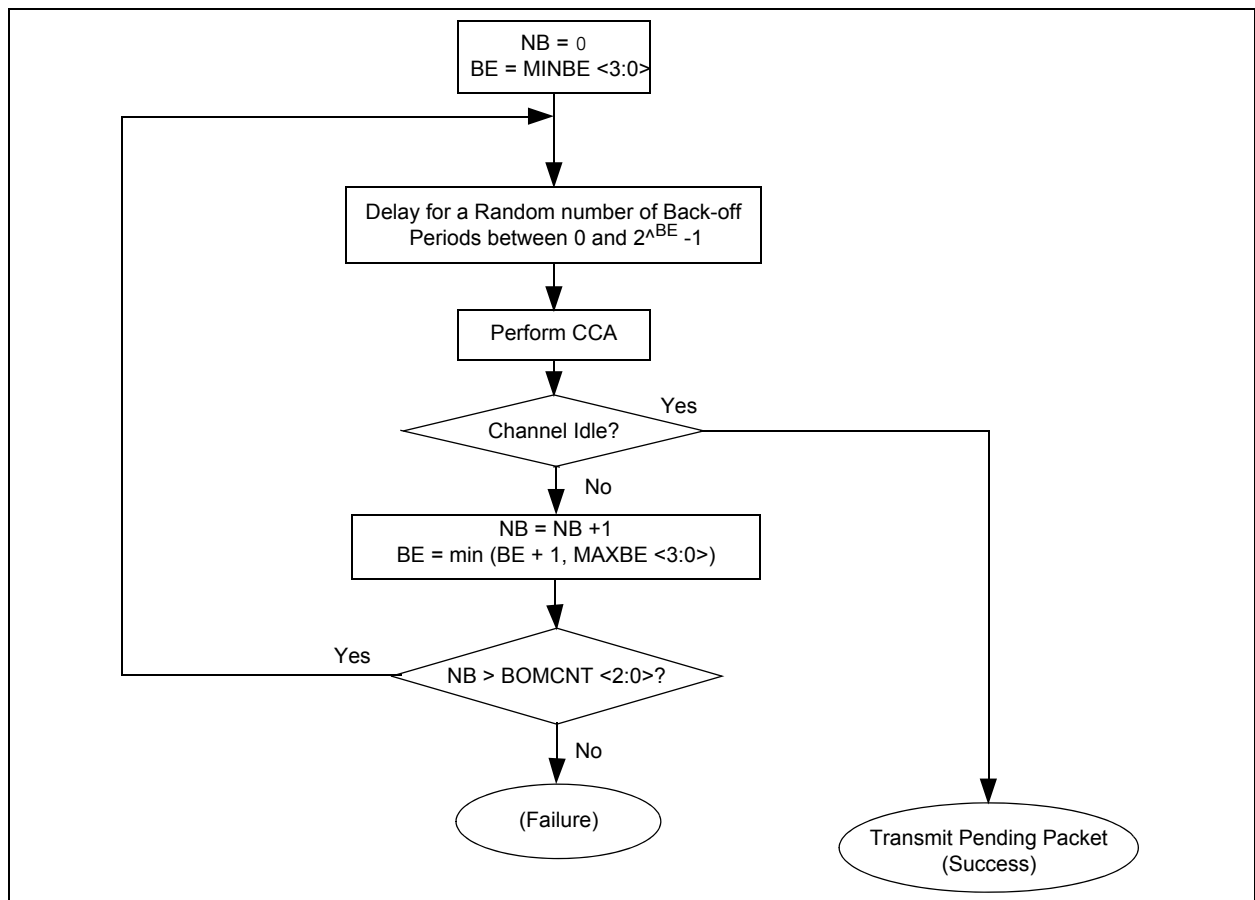 NB = 0
BE = MINBE <3:0>
Delay for a Random number of Back-off
Periods between 0 and 2^BE -1
Perform CCA
Channel Idle?
Yes
No
NB = NB +1
BE = min (BE + 1, MAXBE <3:0>)
Yes
NB > BOMCNT <2:0>?
No
(Failure)
Transmit Pending Packet
(Success)